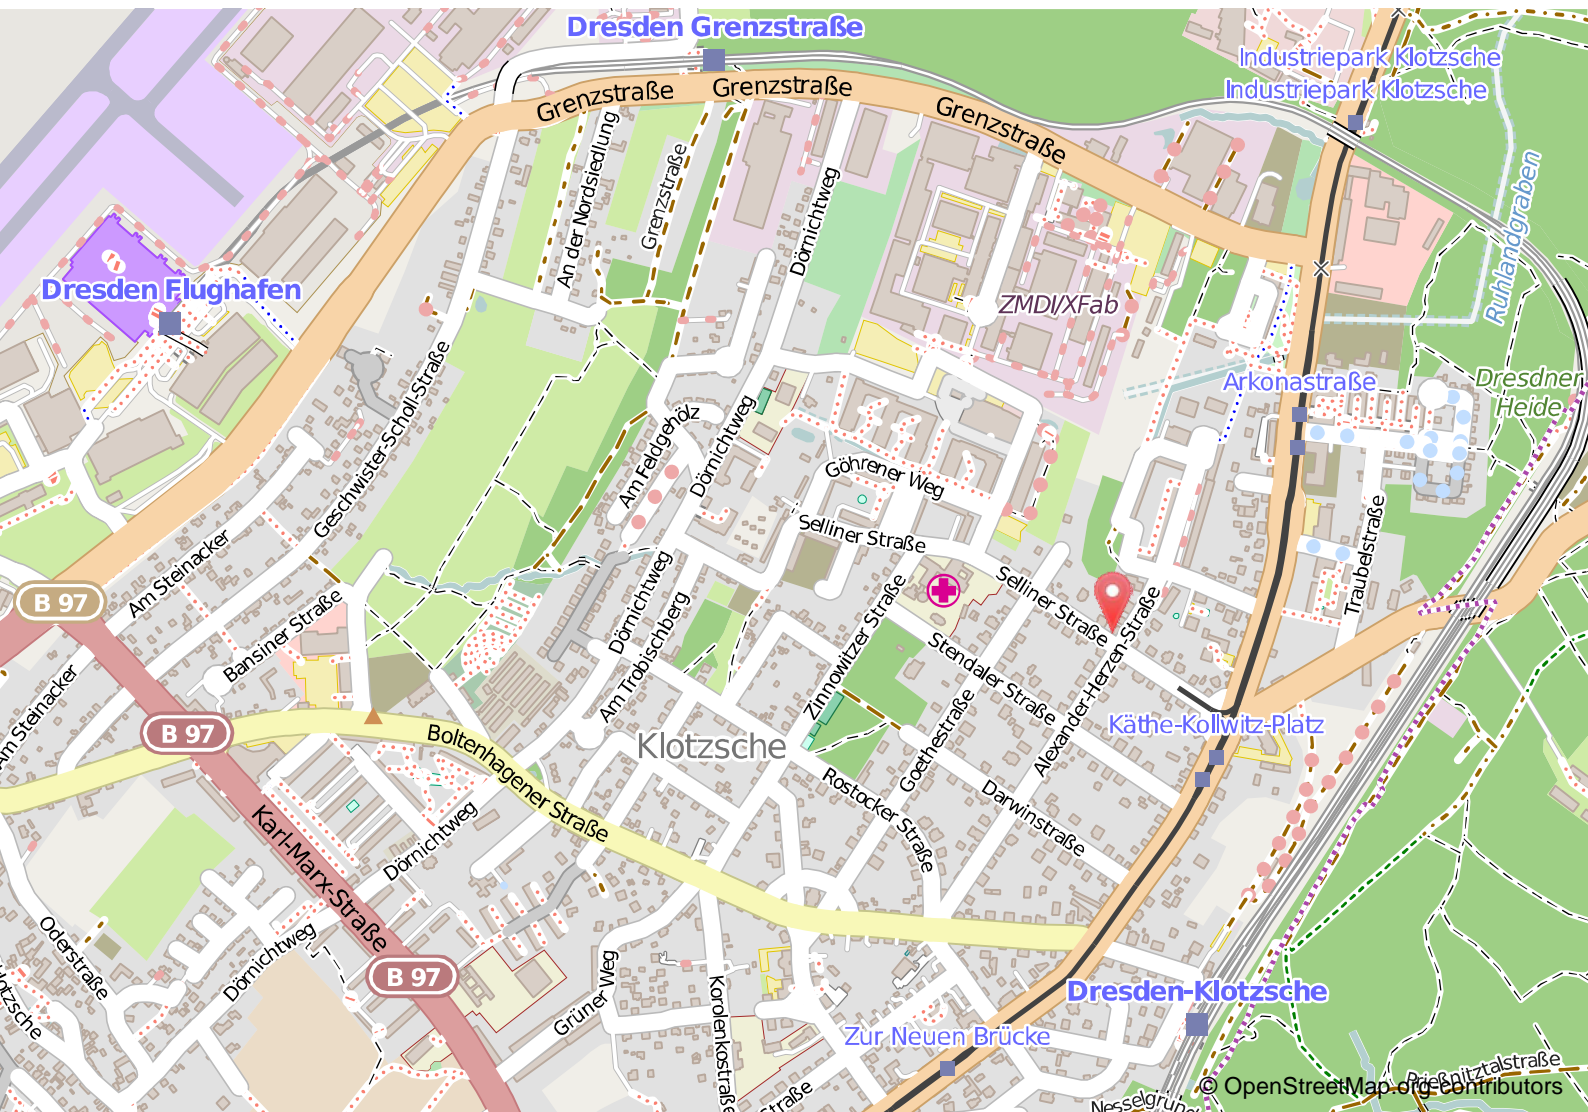 Dresden Grenzstraße
Industriepark Klotzsche
Industriepark Klotzsche
Grenzstraße
Grenzstraße
Grenzstraße
An der Nordsiedlung
Grenzstraße
Dörnichtweg
Ruhlandgraben
Dresden Flughafen
ZMDI/XFab
Arkonastraße
Dresdner
Heide
Geschwister-Scholl-Straße
Am Feldgehölz
Dörnichtweg
Göhrener Weg
Selliner Straße
Traubelstraße
Am Steinacker
B 97
Bansiner Straße
Dörnichtweg
Am Trobischberg
Zinnowitzer Straße
Selliner Straße
Stendaler Straße
Alexander-Herzen-Straße
Am Steinacker
B 97
Boltenhagener Straße
Klotzsche
Goethestraße
Käthe-Kollwitz-Platz
Rostocker Straße
Darwinstraße
Karl-Marx-Straße
Dörnichtweg
Oderstraße
Dörnichtweg
B 97
Grüner Weg
Korolenkostraße
Dresden-Klotzsche
Zur Neuen Brücke
Prießnitztalstraße
© OpenStreetMap.org contributors